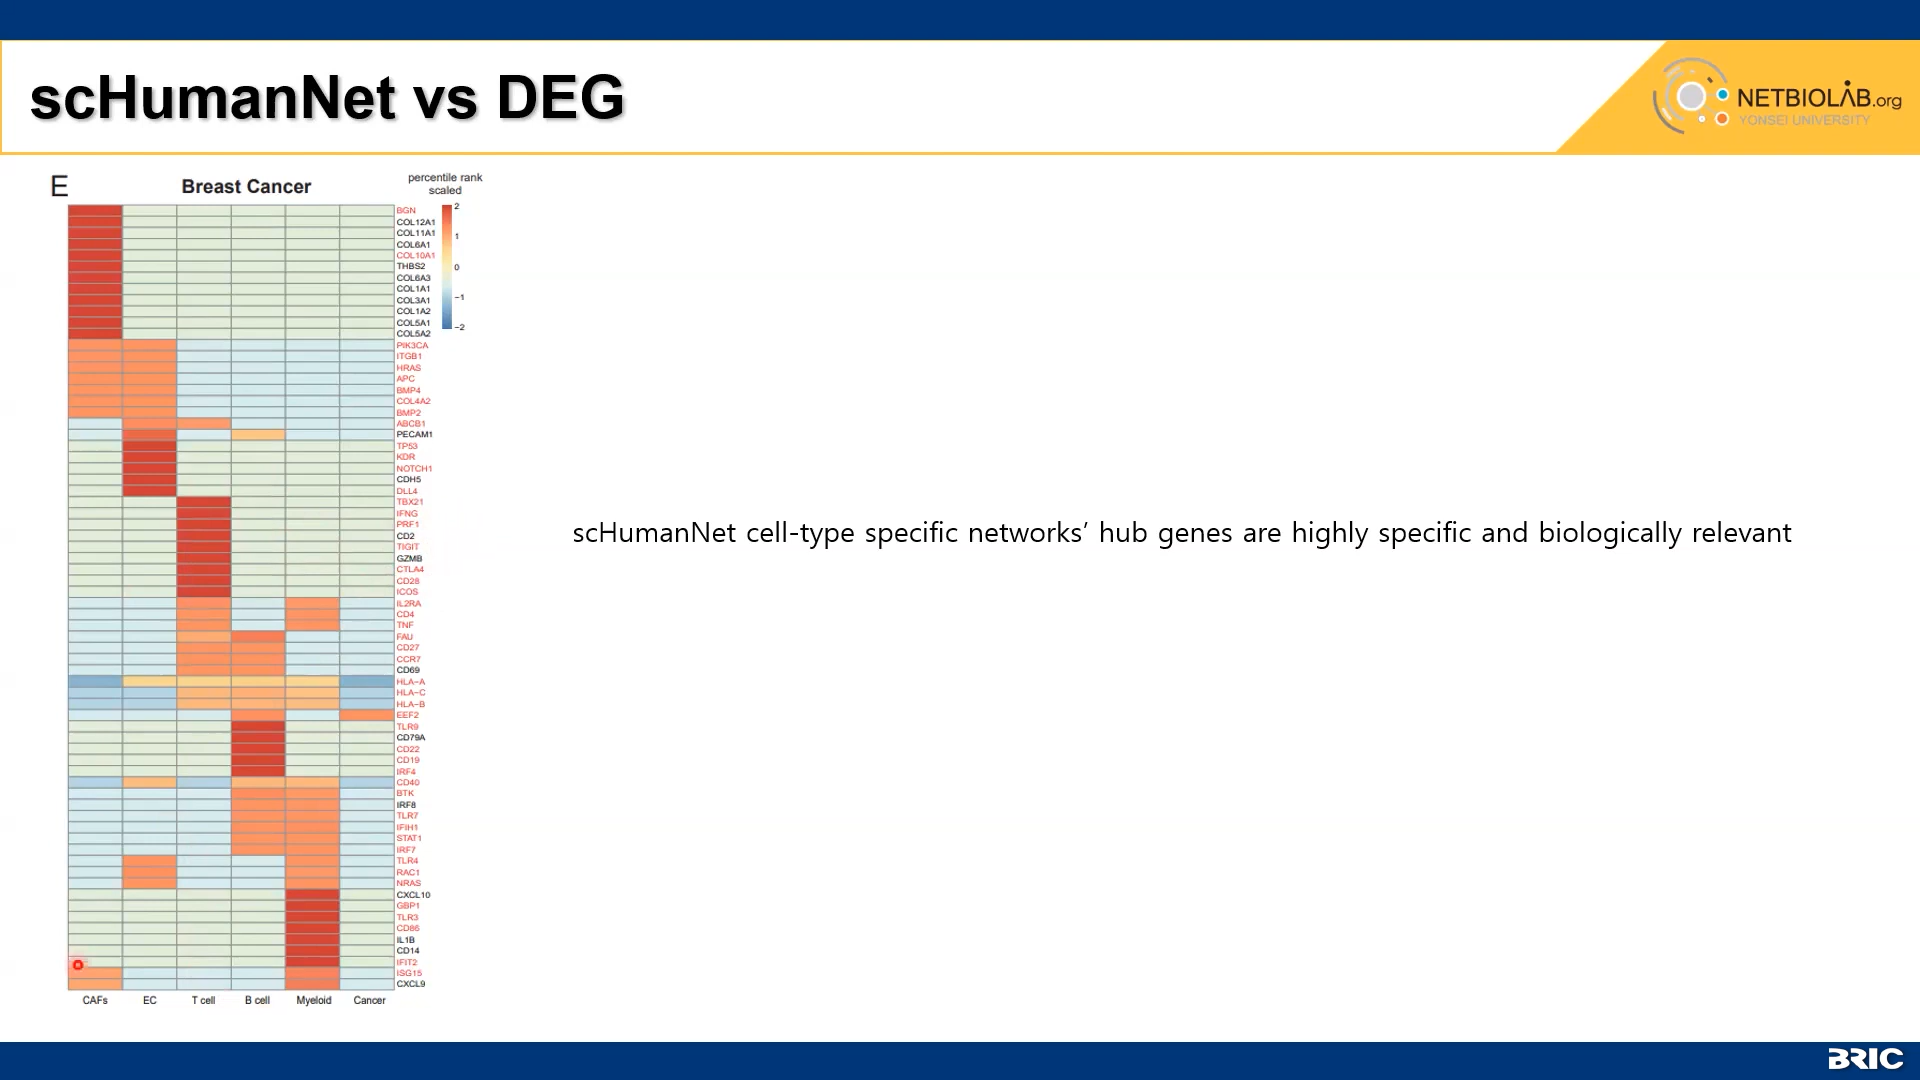 scHumanNet vs DEG
NETBIOLAB.org
YONSEI UNIVERSITY
E
Breast Cancer
percentile rank
scaled
2
1
0
−1
−2
BGN
COL12A1
COL11A1
COL6A1
COL10A1
THBS2
COL6A3
COL1A1
COL3A1
COL1A2
COL5A1
COL5A2
PIK3CA
ITGB1
HRAS
APC
BMP4
COL4A2
BMP2
ABCB1
PECAM1
TP53
KDR
NOTCH1
CDH5
DLL4
TBX21
IFNG
PRF1
CD2
TIGIT
GZMB
CTLA4
CD28
ICOS
IL2RA
CD4
TNF
FAU
CD27
CCR7
CD69
HLA−A
HLA−C
HLA−B
EEF2
TLR9
CD79A
CD22
CD19
IRF4
CD40
BTK
IRF8
TLR7
IFIH1
STAT1
IRF7
TLR4
RAC1
NRAS
CXCL10
GBP1
TLR3
CD86
IL1B
CD14
IFIT2
ISG15
CXCL9
CAFs EC T cell B cell Myeloid Cancer
scHumanNet cell-type specific networks’ hub genes are highly specific and biologically relevant
BRIC